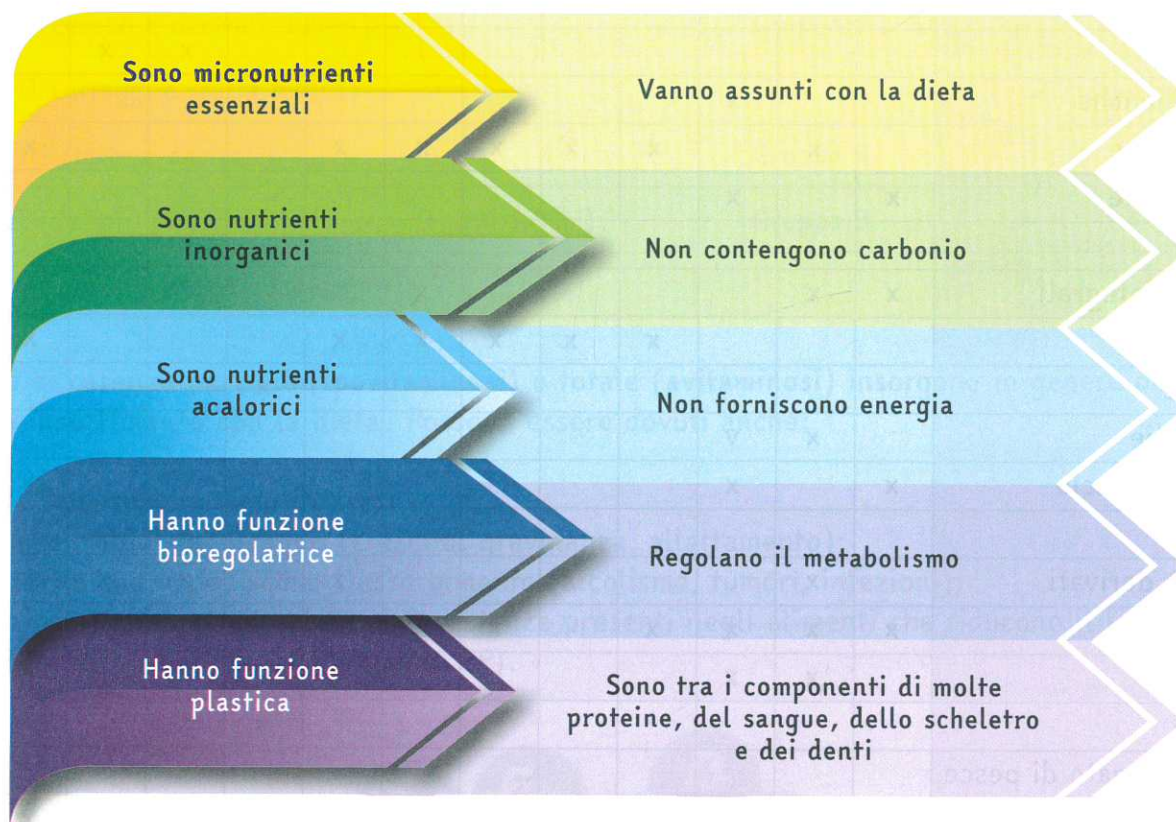 Sono micronutrienti
essenziali
Vanno assunti con la dieta
Sono nutrienti
inorganici
Non contengono carbonio
Sono nutrienti
acalorici
Non forniscono energia
Hanno funzione
bioregolatrice
Regolano il metabolismo
Hanno funzione
plastica
Sono tra i componenti di molte
proteine, del sangue, dello scheletro
e dei denti